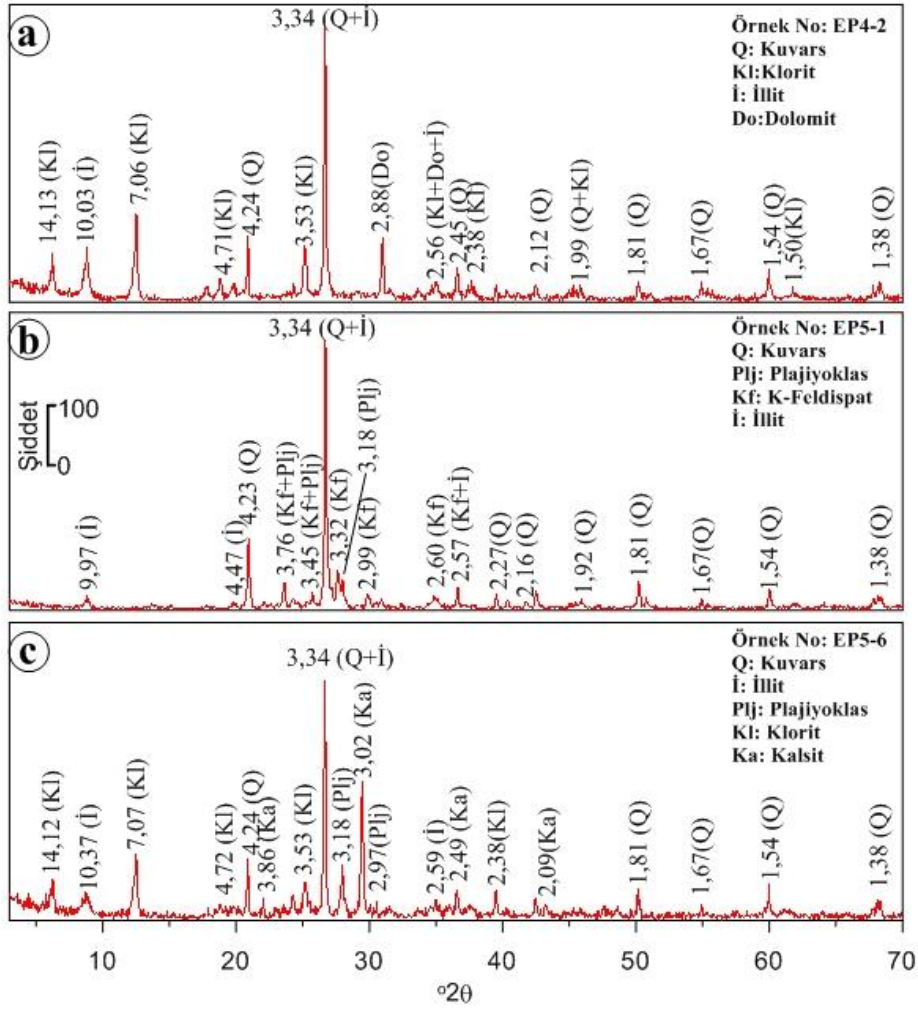 a
3,34 (Q+İ)
Örnek No: EP4-2
Q: Kuvars
Kl:Klorit
İ: İllit
Do:Dolomit
14,13 (Kl)
10,03 (İ)
7,06 (Kl)
4,71(Kl)
4,24 (Q)
3,53 (Kl)
2,88(Do)
2,56 (Kl+Do+İ)
2,45 (Q)
2,38 (Kl)
2,12 (Q)
1,99 (Q+Kl)
1,81 (Q)
1,67(Q)
1,54 (Q)
1,50(Kl)
1,38 (Q)
b
3,34 (Q+İ)
Örnek No: EP5-1
Q: Kuvars
Plj: Plajiyoklas
Kf: K-Feldispat
İ: İllit
Şiddet
100
0
9,97 (İ)
4,47 (İ)
4,23 (Q)
3,76 (Kf+Plj)
3,45 (Kf+Plj)
3,32 (Kf)
3,18 (Plj)
2,99 (Kf)
2,60 (Kf)
2,57 (Kf+İ)
2,27(Q)
2,16 (Q)
1,92 (Q)
1,81 (Q)
1,67(Q)
1,54 (Q)
1,38 (Q)
c
3,34 (Q+İ)
Örnek No: EP5-6
Q: Kuvars
İ: İllit
Plj: Plajiyoklas
Kl: Klorit
Ka: Kalsit
14,12 (Kl)
10,37 (İ)
7,07 (Kl)
4,72 (Kl)
4,24 (Q)
3,86 (Ka)
3,53 (Kl)
3,18 (Plj)
3,02 (Ka)
2,97(Plj)
2,59 (İ)
2,49 (Ka)
2,38(Kl)
2,09(Ka)
1,81 (Q)
1,67(Q)
1,54 (Q)
1,38 (Q)
10 20 30 40 50 60 70
°2θ